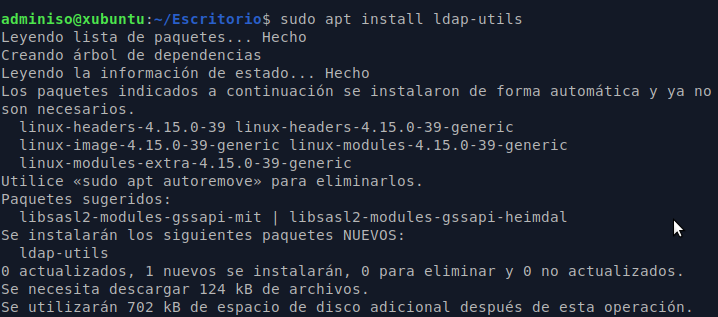 adminiso@xubuntu:~/Escritorio$ sudo apt install ldap-utils
Leyendo lista de paquetes... Hecho
Creando árbol de dependencias
Leyendo la información de estado... Hecho
Los paquetes indicados a continuación se instalaron de forma automática y ya no
son necesarios.
  linux-headers-4.15.0-39 linux-headers-4.15.0-39-generic
  linux-image-4.15.0-39-generic linux-modules-4.15.0-39-generic
  linux-modules-extra-4.15.0-39-generic
Utilice «sudo apt autoremove» para eliminarlos.
Paquetes sugeridos:
  libsasl2-modules-gssapi-mit | libsasl2-modules-gssapi-heimdal
Se instalarán los siguientes paquetes NUEVOS:
  ldap-utils
0 actualizados, 1 nuevos se instalarán, 0 para eliminar y 0 no actualizados.
Se necesita descargar 124 kB de archivos.
Se utilizarán 702 kB de espacio de disco adicional después de esta operación.